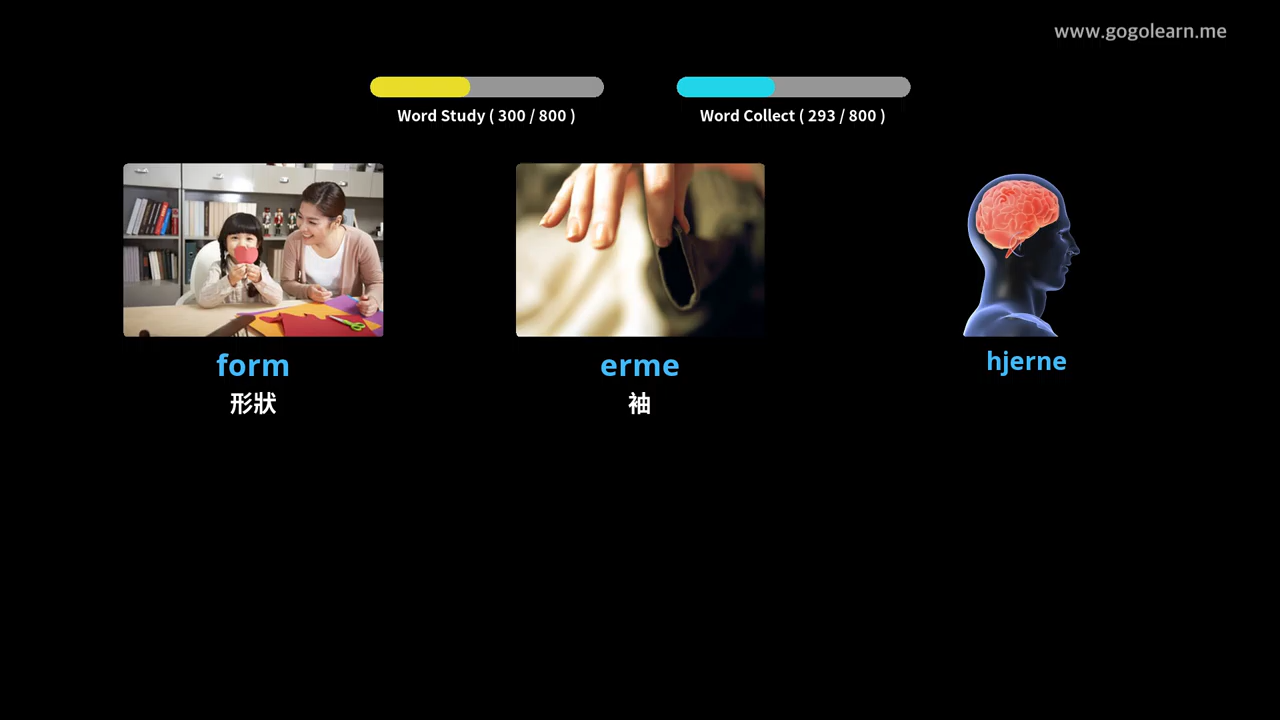 www.gogolearn.me
Word Study ( 300 / 800 )
Word Collect ( 293 / 800 )
form
erme
hjerne
形狀
袖